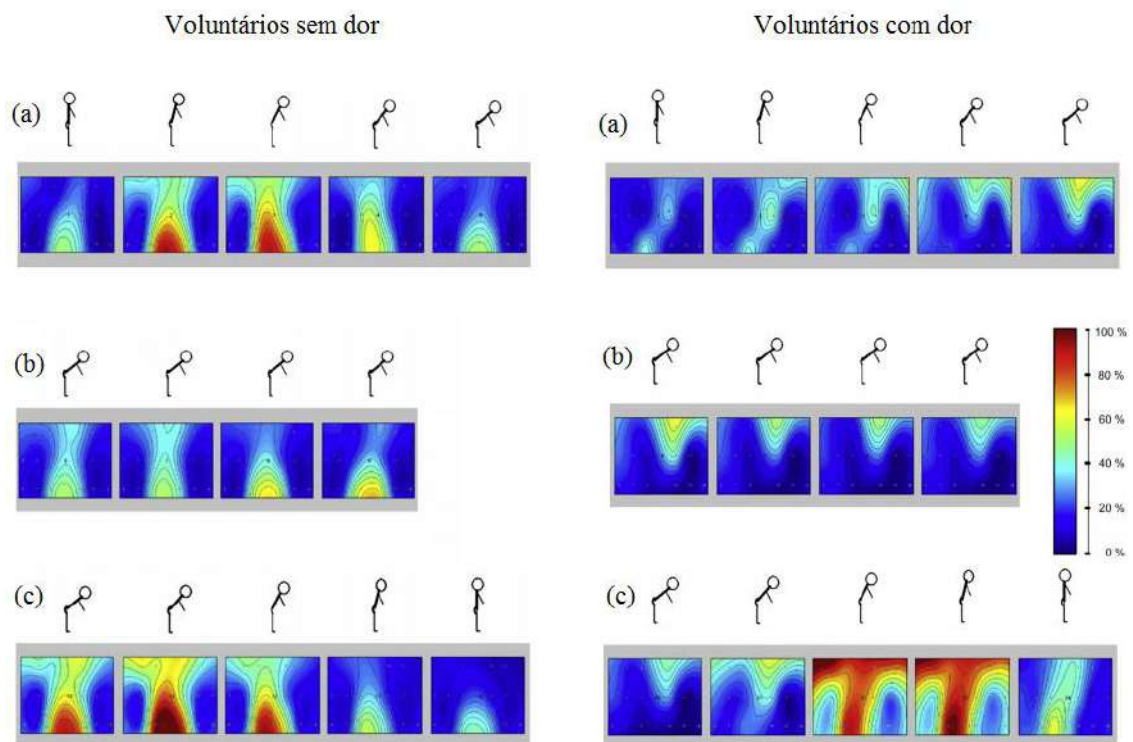 Voluntários sem dor
Voluntários com dor
(a)
(a)
(b)
(b)
100 %
80 %
60 %
40 %
20 %
0 %
(c)
(c)